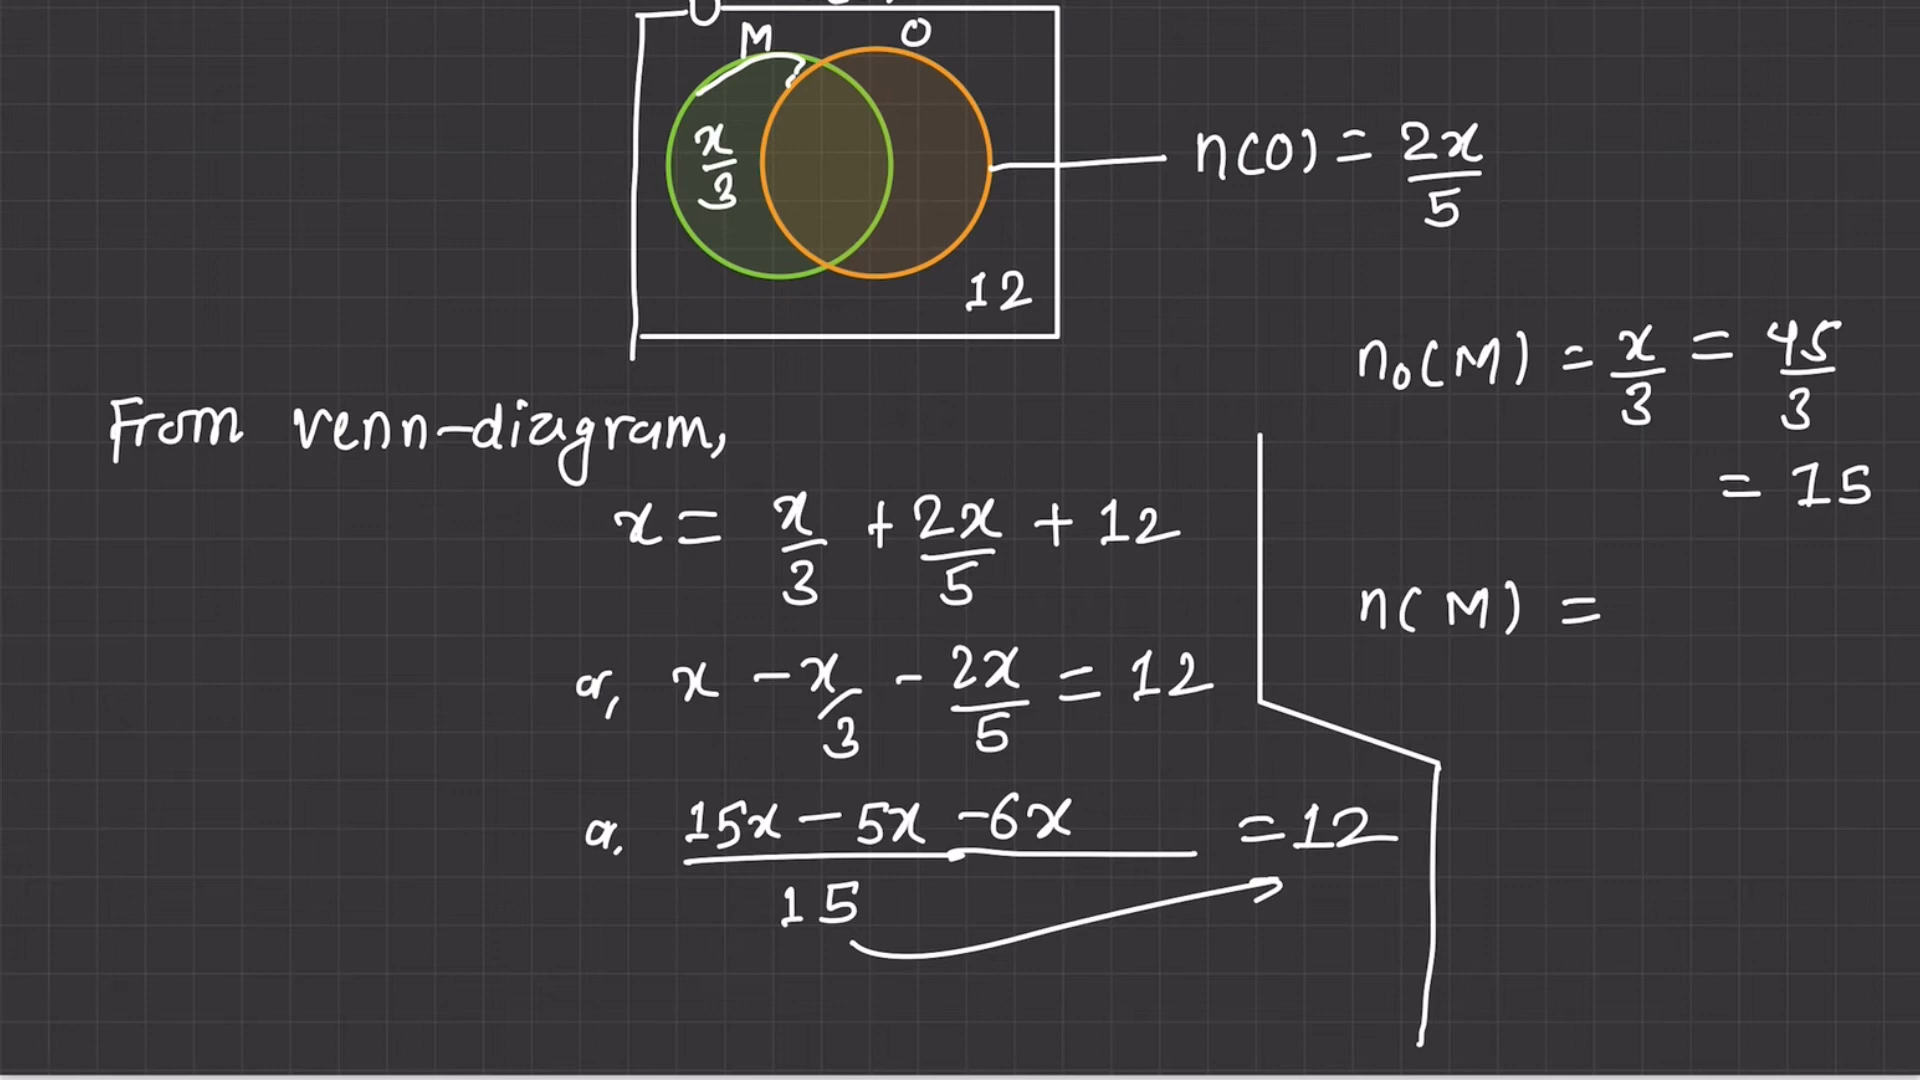 U
M O
x/3
12
n(O) = 2x/5
n₀(M) = x/3 = 45/3
= 15
From venn-diagram,
x = x/3 + 2x/5 + 12
or, x - x/3 - 2x/5 = 12
or, (15x - 5x - 6x)/15 = 12
n(M) =